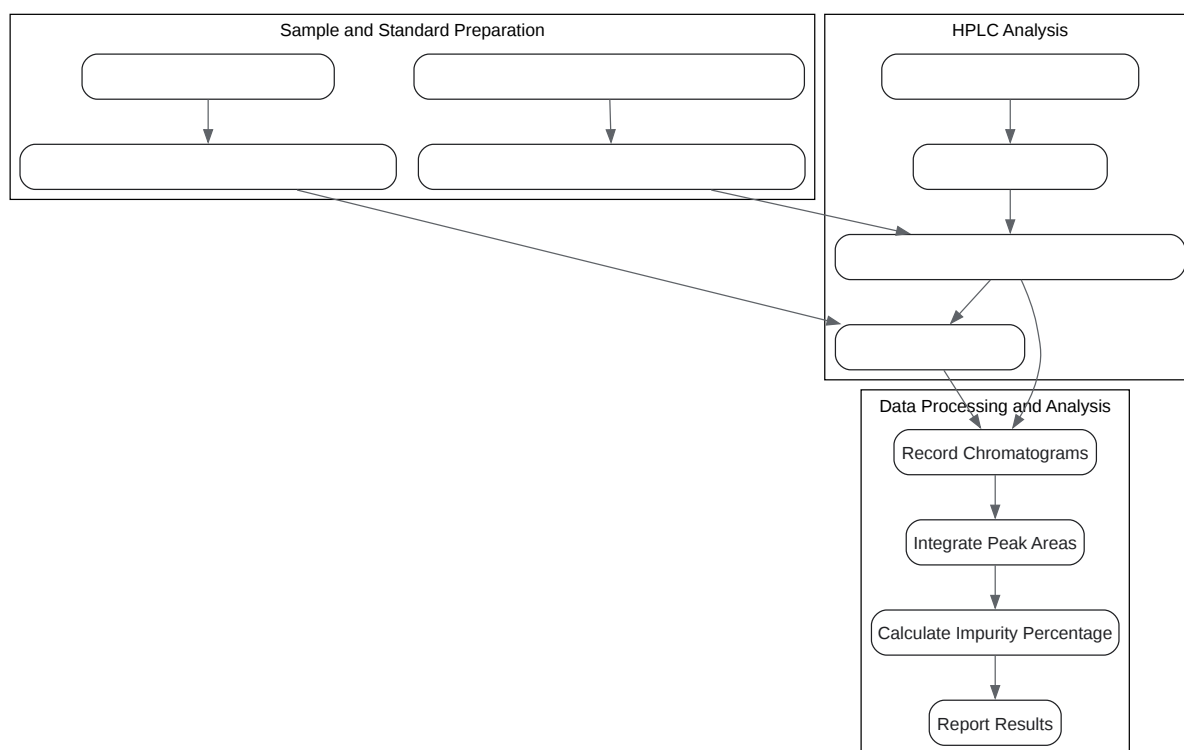 Sample and Standard Preparation
HPLC Analysis
Data Processing and Analysis
Record Chromatograms
Integrate Peak Areas
Calculate Impurity Percentage
Report Results